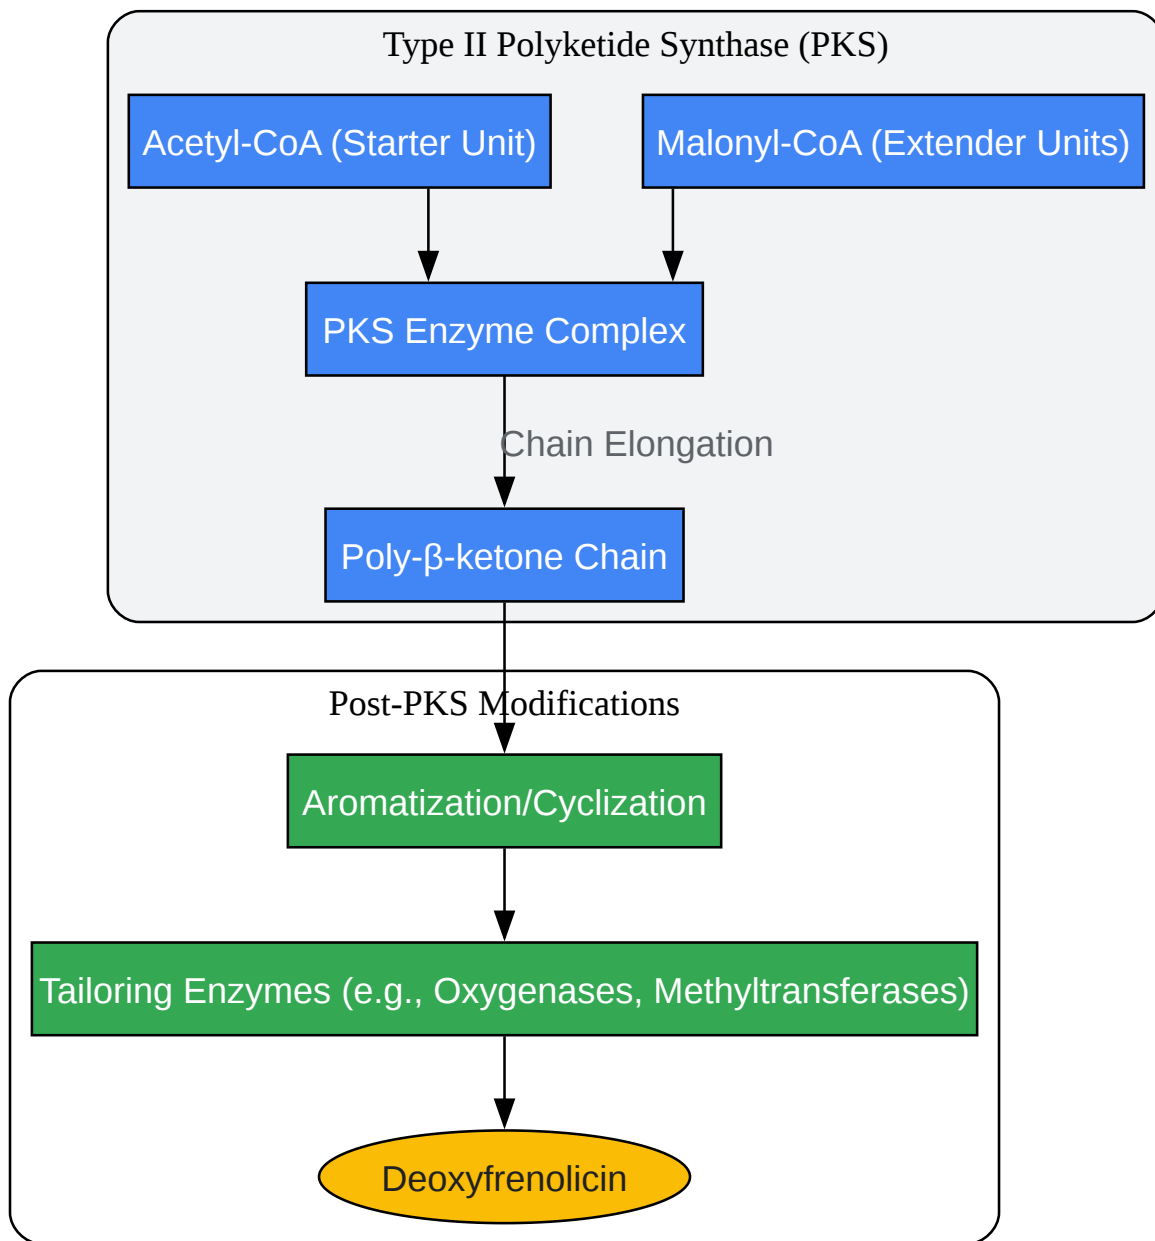 Type II Polyketide Synthase (PKS)
Acetyl-CoA (Starter Unit)
Malonyl-CoA (Extender Units)
PKS Enzyme Complex
Chain Elongation
Poly-β-ketone Chain
Post-PKS Modifications
Aromatization/Cyclization
Tailoring Enzymes (e.g., Oxygenases, Methyltransferases)
Deoxyfrenolicin